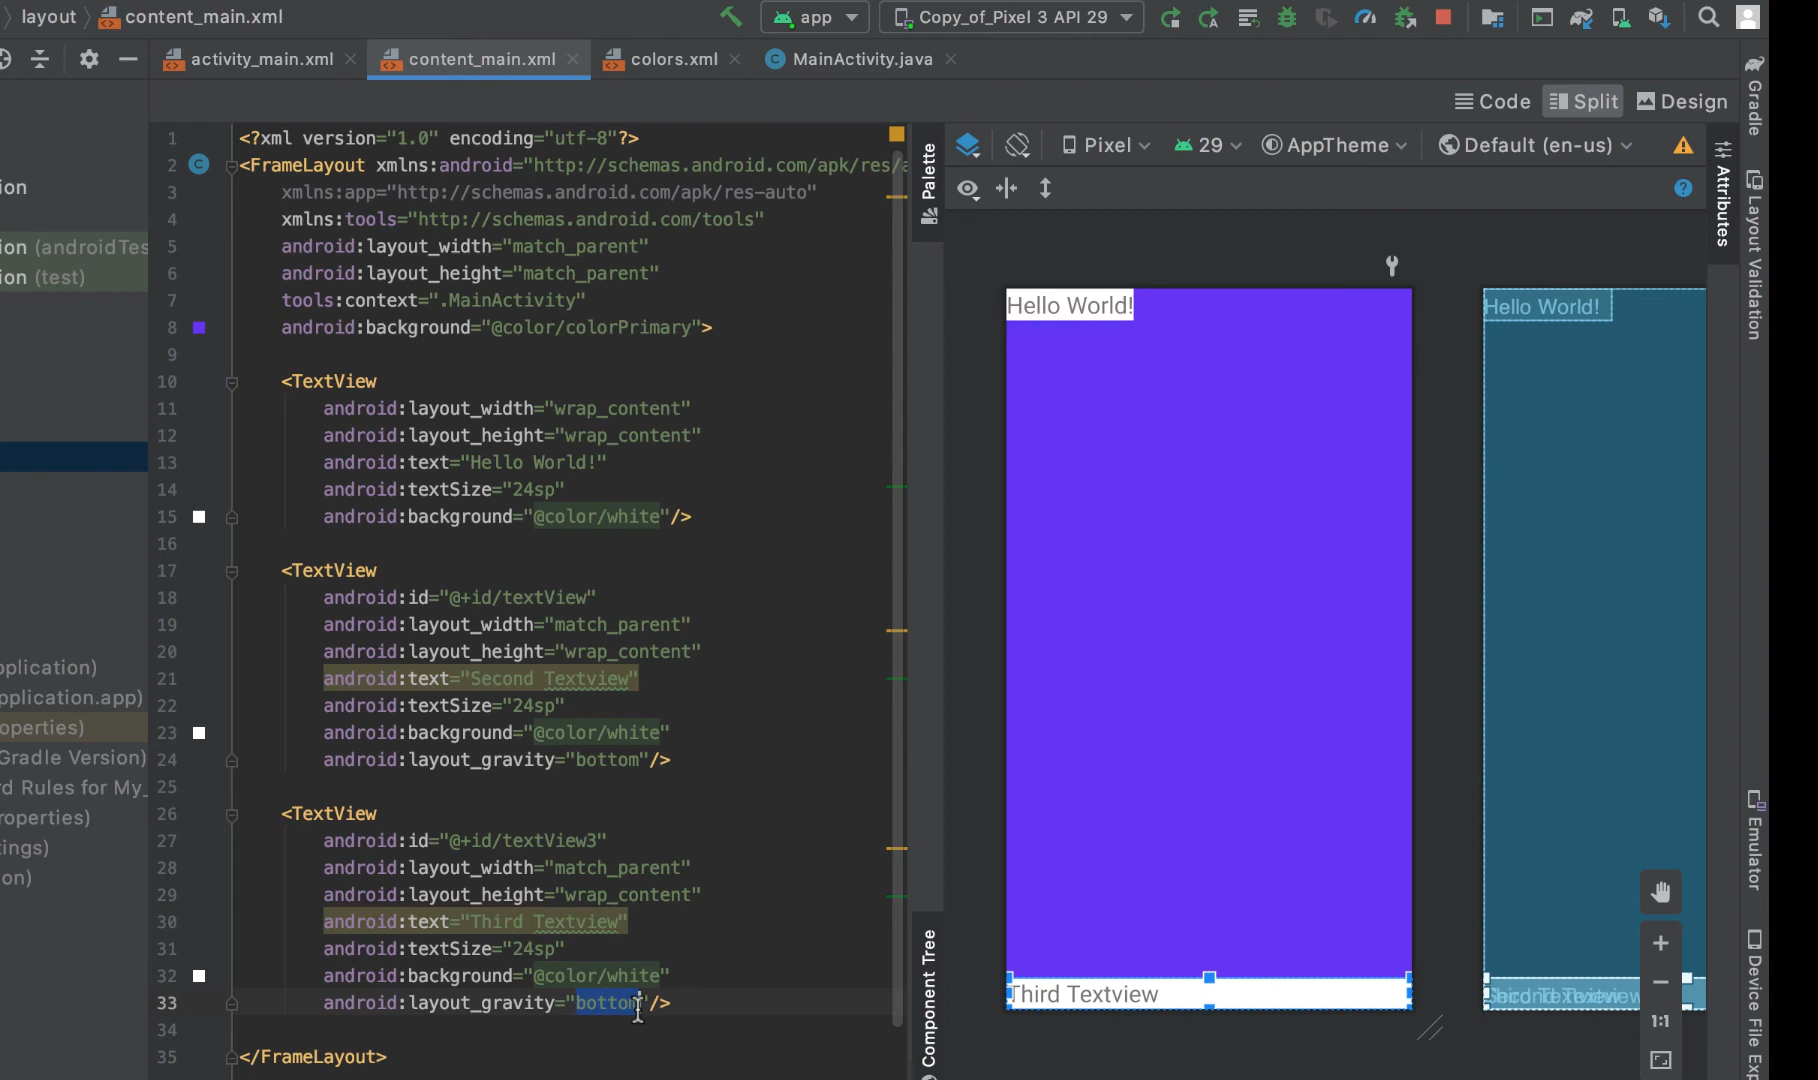 layout content_main.xml
app
Copy_of_Pixel 3 API 29
activity_main.xml
content_main.xml
colors.xml
MainActivity.java
Code
Split
Design
ion
ion (androidTes
ion (test)
pplication)
pplication.app)
operties)
Gradle Version)
rd Rules for My_
roperties)
tings)
on)
1 <?xml version="1.0" encoding="utf-8"?>
2 <FrameLayout xmlns:android="http://schemas.android.com/apk/res/a
3 xmlns:app="http://schemas.android.com/apk/res-auto"
4 xmlns:tools="http://schemas.android.com/tools"
5 android:layout_width="match_parent"
6 android:layout_height="match_parent"
7 tools:context=".MainActivity"
8 android:background="@color/colorPrimary">
9
10 <TextView
11 android:layout_width="wrap_content"
12 android:layout_height="wrap_content"
13 android:text="Hello World!"
14 android:textSize="24sp"
15 android:background="@color/white"/>
16
17 <TextView
18 android:id="@+id/textView"
19 android:layout_width="match_parent"
20 android:layout_height="wrap_content"
21 android:text="Second Textview"
22 android:textSize="24sp"
23 android:background="@color/white"
24 android:layout_gravity="bottom"/>
25
26 <TextView
27 android:id="@+id/textView3"
28 android:layout_width="match_parent"
29 android:layout_height="wrap_content"
30 android:text="Third Textview"
31 android:textSize="24sp"
32 android:background="@color/white"
33 android:layout_gravity="bottom"/>
34
35 </FrameLayout>
Palette
Component Tree
Pixel
29
AppTheme
Default (en-us)
Hello World!
Third Textview
Hello World!
1:1
Attributes
Gradle
Layout Validation
Emulator
Device File Exp